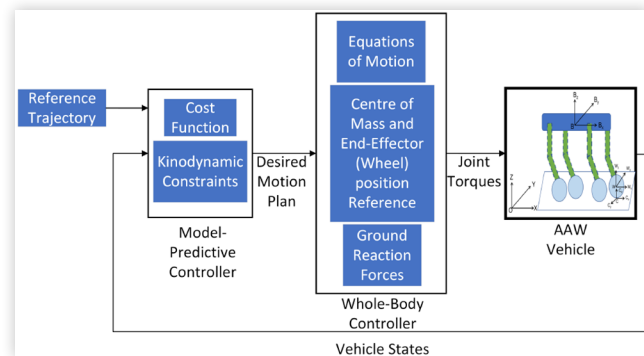 Reference
Trajectory
Cost
Function
Kinodynamic
Constraints
Model-
Predictive
Controller
Desired
Motion
Plan
Equations
of Motion
Centre of
Mass and
End-Effector
(Wheel)
position
Reference
Ground
Reaction
Forces
Whole-Body
Controller
Joint
Torques
Z
Y
X
AAW
Vehicle
Vehicle States